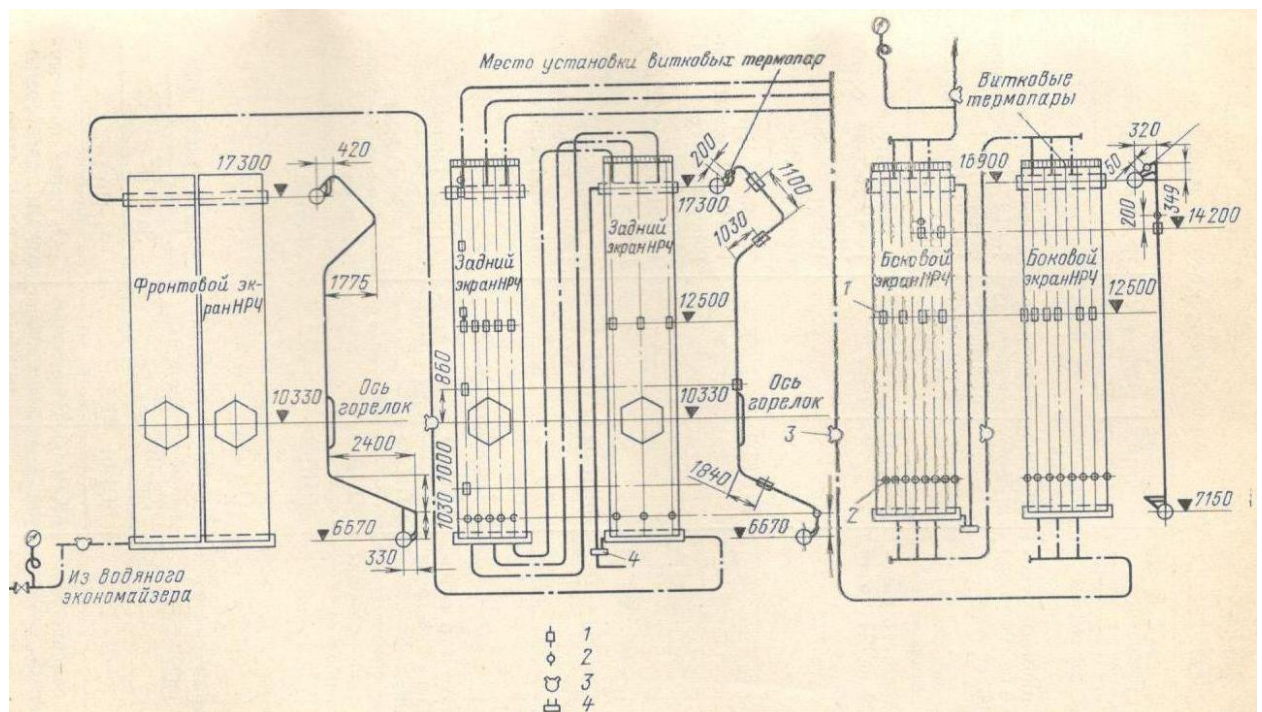 Место установки витковых термопар
Витковые
термопары
17300
420
200
17300
1100
1030
16900
320
50
349
200
14200
Фронтовой эк-
ран НРЧ
1775
Задний
экран НРЧ
Задний
экран НРЧ
12500
Боковой
экран НРЧ
Боковой
экран НРЧ
12500
1
860
10330
Ось
горелок
10330
Ось
горелок
3
2400
1000
1030
1840
2
6670
330
6670
7150
4
Из водяного
экономайзера
1
2
3
4